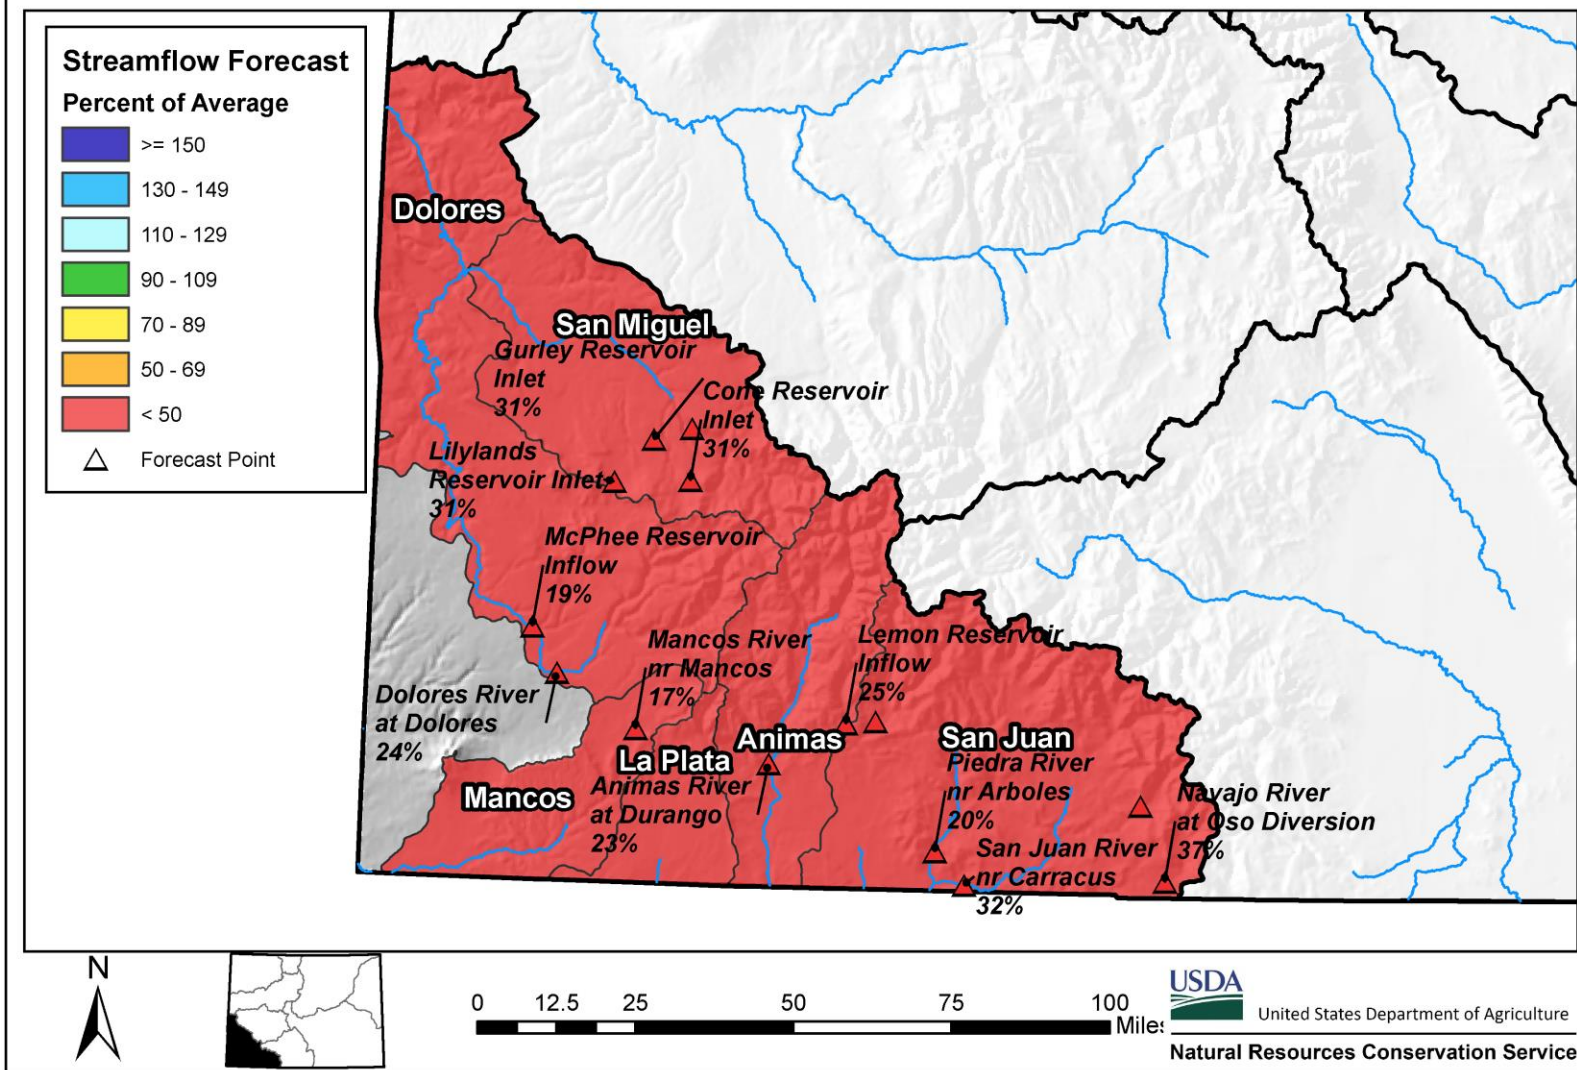 Streamflow Forecast
Percent of Average
>= 150
130 - 149
110 - 129
90 - 109
70 - 89
50 - 69
< 50
Forecast Point
Dolores
San Miguel
Gurley Reservoir
Inlet
31%
Cone Reservoir
Inlet
31%
Lilylands
Reservoir Inlet
31%
McPhee Reservoir
Inflow
19%
Mancos River
nr Mancos
17%
Lemon Reservoir
Inflow
25%
Dolores River
at Dolores
24%
La Plata
Animas
San Juan
Mancos
Animas River
at Durango
23%
Piedra River
nr Arboles
20%
Navajo River
at Oso Diversion
37%
San Juan River
nr Carracus
32%
N
0 12.5 25 50 75 100
Miles
USDA
United States Department of Agriculture
Natural Resources Conservation Service